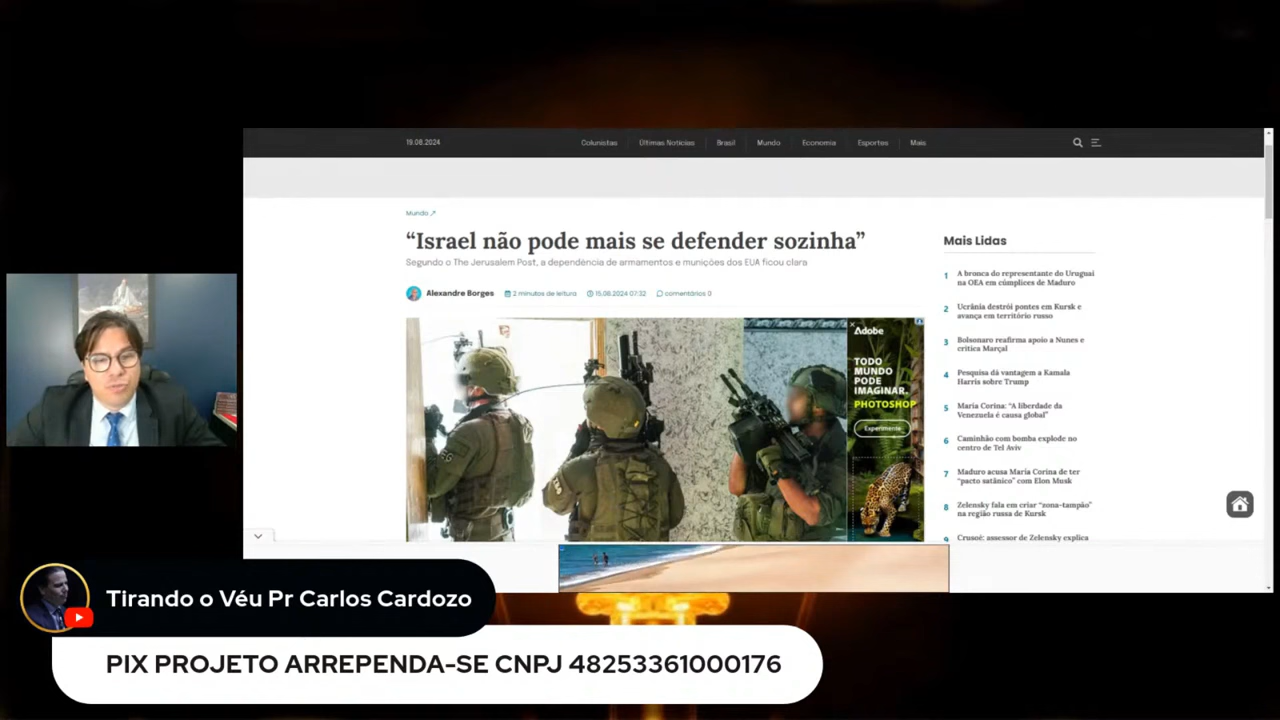 19.08.2024
Colunistas
Últimas Notícias
Brasil
Mundo
Economia
Esportes
Mais
Mundo
“Israel não pode mais se defender sozinha”
Segundo o The Jerusalem Post, a dependência de armamentos e munições dos EUA ficou clara
Alexandre Borges
2 minutos de leitura
15.08.2024 07:32
comentários 0
Adobe
TODO
MUNDO
PODE
IMAGINAR.
PHOTOSHOP
Experimente
Mais Lidas
1 A bronca do representante do Uruguai
na OEA em cúmplices de Maduro
2 Ucrânia destrói pontes em Kursk e
avança em território russo
3 Bolsonaro reafirma apoio a Nunes e
critica Marçal
4 Pesquisa dá vantagem a Kamala
Harris sobre Trump
5 Maria Corina: “A liberdade da
Venezuela é causa global”
6 Caminhão com bomba explode no
centro de Tel Aviv
7 Maduro acusa Maria Corina de ter
“pacto satânico” com Elon Musk
8 Zelensky fala em criar “zona-tampão”
na região russa de Kursk
9 Crusoé: assessor de Zelensky explica
Tirando o Véu Pr Carlos Cardozo
PIX PROJETO ARREPENDA-SE CNPJ 48253361000176